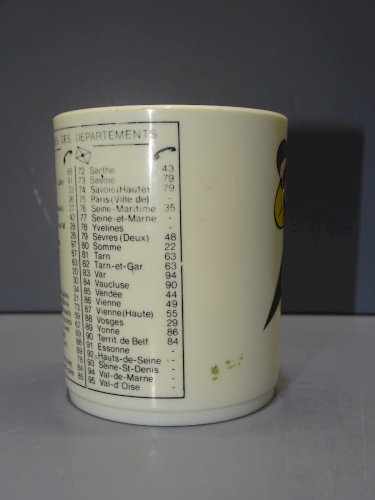 DES DEPARTEMENTS
72 Sarthe 43
73 Savoie 79
74 Savoie (Haute) 79
75 Paris (Ville de) -
76 Seine-Maritime 35
77 Seine-et-Marne -
78 Yvelines -
79 Sèvres (Deux) 48
80 Somme 22
81 Tarn 63
82 Tarn-et-Gar. 63
83 Var 94
84 Vaucluse 90
85 Vendée 44
86 Vienne 49
87 Vienne (Haute) 55
88 Vosges 29
89 Yonne 86
90 Territ. de Belf 84
91 Essonne -
92 Hauts-de-Seine -
93 Seine-St-Denis -
94 Val-de-Marne -
95 Val-d'Oise -